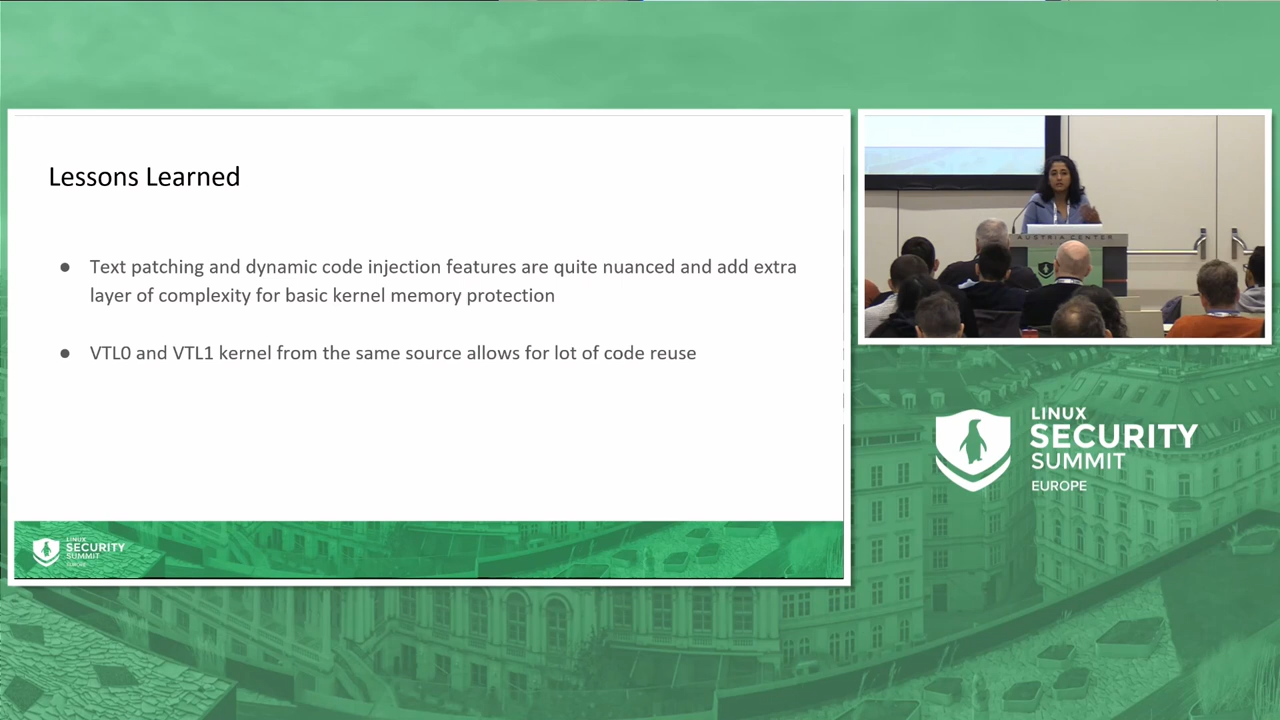 Lessons Learned
● Text patching and dynamic code injection features are quite nuanced and add extra
layer of complexity for basic kernel memory protection
● VTL0 and VTL1 kernel from the same source allows for lot of code reuse
LINUX
SECURITY
SUMMIT
EUROPE
AUSTRIA CENTER
LINUX
SECURITY
SUMMIT
EUROPE